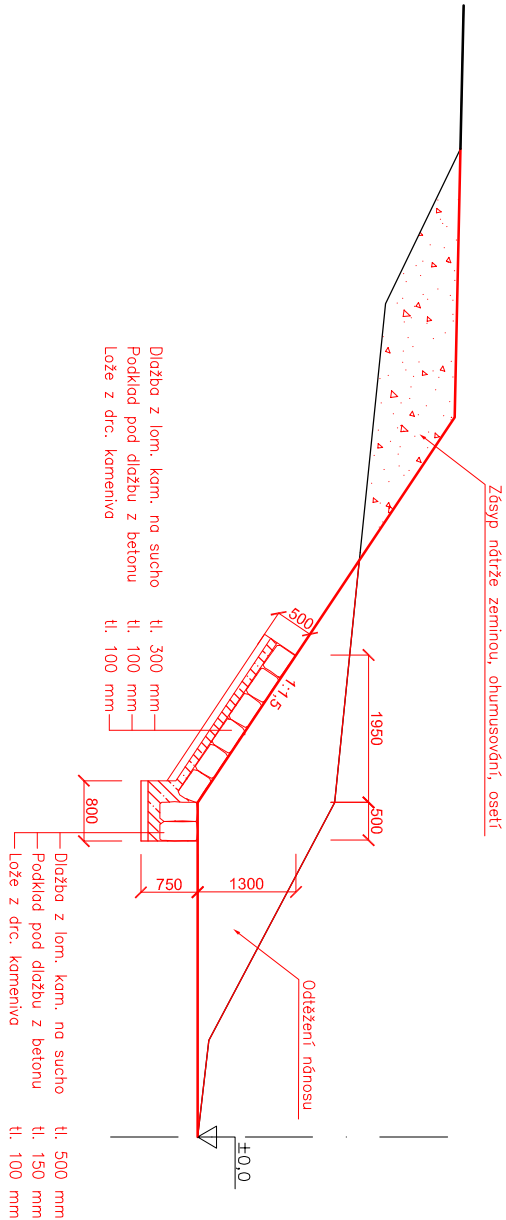 Zásyp nátrže zeminou, ohumusování, osetí
Dlažba z lom. kam. na sucho tl. 300 mm
Podklad pod dlažbu z betonu tl. 100 mm
Lože z drc. kameniva tl. 100 mm
500
1:1,5
1950
500
800
750
1300
Odtěžení nánosu
±0,0
Dlažba z lom. kam. na sucho tl. 500 mm
Podklad pod dlažbu z betonu tl. 150 mm
Lože z drc. kameniva tl. 100 mm